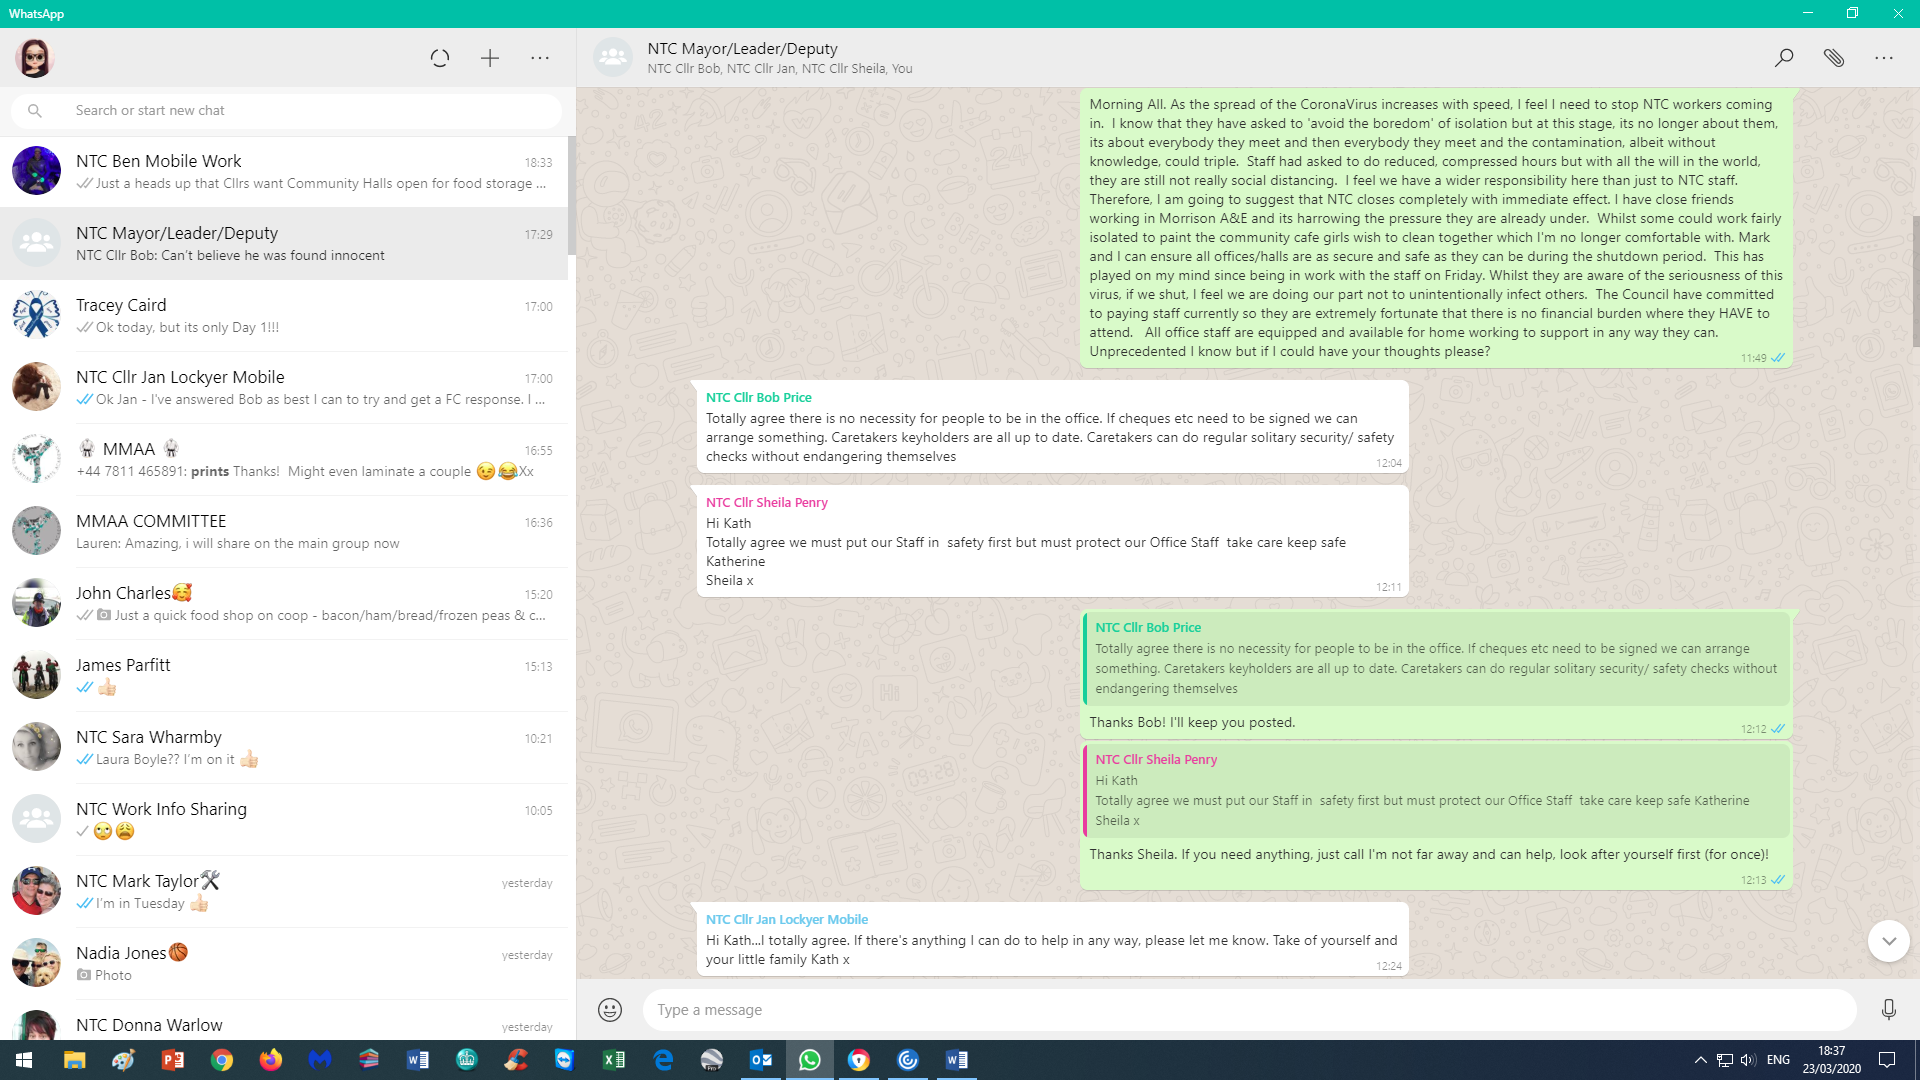 WhatsApp
Search or start new chat
NTC Ben Mobile Work
18:33
Just a heads up that Cllrs want Community Halls open for food storage ...
NTC Mayor/Leader/Deputy
17:29
NTC Cllr Bob: Can't believe he was found innocent
Tracey Caird
17:00
Ok today, but its only Day 1!!!
NTC Cllr Jan Lockyer Mobile
17:00
Ok Jan - I've answered Bob as best I can to try and get a FC response. I ...
🥋 MMAA 🥋
16:55
+44 7811 465891: prints Thanks!  Might even laminate a couple 😉😂Xx
MMAA COMMITTEE
16:36
Lauren: Amazing, i will share on the main group now
John Charles🥰
15:20
Just a quick food shop on coop - bacon/ham/bread/frozen peas & c...
James Parfitt
15:13
👍🏻
NTC Sara Wharmby
10:21
Laura Boyle?? I'm on it 👍🏻
NTC Work Info Sharing
10:05
🙄😩
NTC Mark Taylor🛠
yesterday
I'm in Tuesday 👍🏻
Nadia Jones🏀
yesterday
Photo
NTC Donna Warlow
yesterday
NTC Mayor/Leader/Deputy
NTC Cllr Bob, NTC Cllr Jan, NTC Cllr Sheila, You
Morning All. As the spread of the CoronaVirus increases with speed, I feel I need to stop NTC workers coming
in.  I know that they have asked to 'avoid the boredom' of isolation but at this stage, its no longer about them,
its about everybody they meet and then everybody they meet and the contamination, albeit without
knowledge, could triple.  Staff had asked to do reduced, compressed hours but with all the will in the world,
they are still not really social distancing.  I feel we have a wider responsibility here than just to NTC staff.
Therefore, I am going to suggest that NTC closes completely with immediate effect. I have close friends
working in Morrison A&E and its harrowing the pressure they are already under.  Whilst some could work fairly
isolated to paint the community cafe girls wish to clean together which I'm no longer comfortable with. Mark
and I can ensure all offices/halls are as secure and safe as they can be during the shutdown period.  This has
played on my mind since being in work with the staff on Friday. Whilst they are aware of the seriousness of this
virus, if we shut, I feel we are doing our part not to unintentionally infect others.  The Council have committed
to paying staff currently so they are extremely fortunate that there is no financial burden where they HAVE to
attend.   All office staff are equipped and available for home working to support in any way they can.
Unprecedented I know but if I could have your thoughts please?
11:49
NTC Cllr Bob Price
Totally agree there is no necessity for people to be in the office. If cheques etc need to be signed we can
arrange something. Caretakers keyholders are all up to date. Caretakers can do regular solitary security/ safety
checks without endangering themselves
12:04
NTC Cllr Sheila Penry
Hi Kath
Totally agree we must put our Staff in  safety first but must protect our Office Staff  take care keep safe
Katherine
Sheila x
12:11
NTC Cllr Bob Price
Totally agree there is no necessity for people to be in the office. If cheques etc need to be signed we can arrange
something. Caretakers keyholders are all up to date. Caretakers can do regular solitary security/ safety checks without
endangering themselves
Thanks Bob! I'll keep you posted.
12:12
NTC Cllr Sheila Penry
Hi Kath
Totally agree we must put our Staff in  safety first but must protect our Office Staff  take care keep safe Katherine
Sheila x
Thanks Sheila. If you need anything, just call I'm not far away and can help, look after yourself first (for once)!
12:13
NTC Cllr Jan Lockyer Mobile
Hi Kath...I totally agree. If there's anything I can do to help in any way, please let me know. Take of yourself and
your little family Kath x
12:24
Type a message
ENG
18:37
23/03/2020